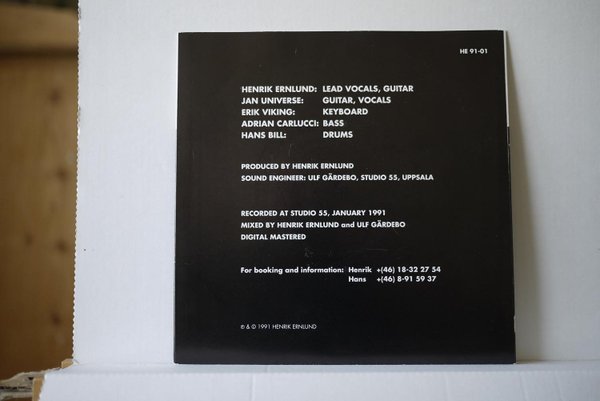 HE 91-01
HENRIK ERNLUND: LEAD VOCALS, GUITAR
JAN UNIVERSE: GUITAR, VOCALS
ERIK VIKING: KEYBOARD
ADRIAN CARLUCCI: BASS
HANS BILL: DRUMS
PRODUCED BY HENRIK ERNLUND
SOUND ENGINEER: ULF GÄRDEBO, STUDIO 55, UPPSALA
RECORDED AT STUDIO 55, JANUARY 1991
MIXED BY HENRIK ERNLUND and ULF GÄRDEBO
DIGITAL MASTERED
For booking and information: Henrik +(46) 18-32 27 54
Hans +(46) 8-91 59 37
℗ & © 1991 HENRIK ERNLUND